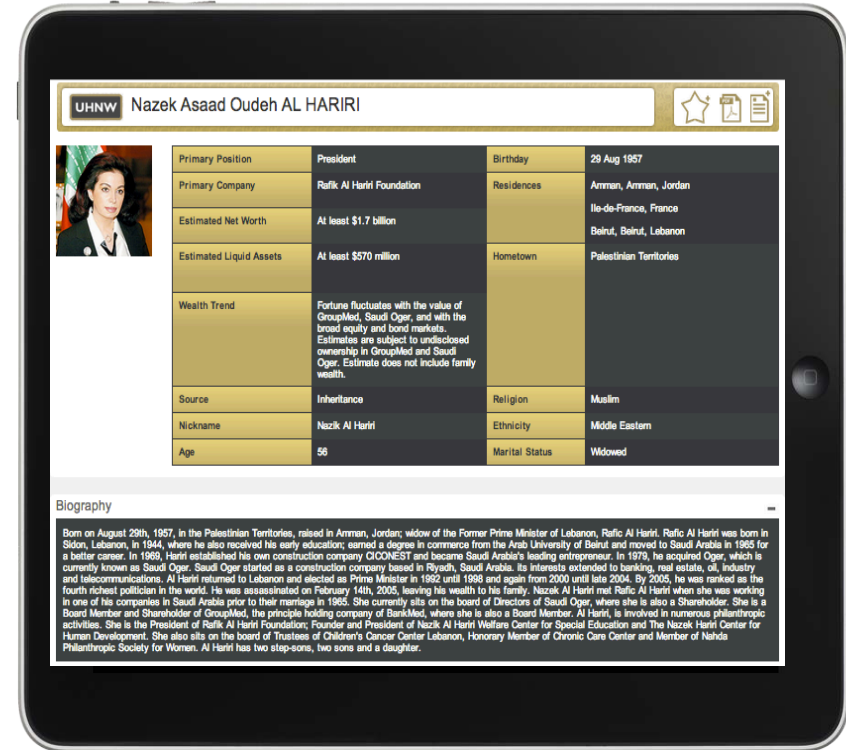 UHNW Nazek Asaad Oudeh AL HARIRI
Primary Position President Birthday 29 Aug 1957
Primary Company Rafik Al Hariri Foundation Residences Amman, Amman, Jordan
Ile-de-France, France
Estimated Net Worth At least $1.7 billion
Beirut, Beirut, Lebanon
Estimated Liquid Assets At least $570 million Hometown Palestinian Territories
Wealth Trend Fortune fluctuates with the value of
GroupMed, Saudi Oger, and with the
broad equity and bond markets.
Estimates are subject to undisclosed
ownership in GroupMed and Saudi
Oger. Estimate does not include family
wealth.
Source Inheritance Religion Muslim
Nickname Nazik Al Hariri Ethnicity Middle Eastern
Age 56 Marital Status Widowed
Biography
Born on August 29th, 1957, in the Palestinian Territories, raised in Amman, Jordan; widow of the Former Prime Minister of Lebanon, Rafic Al Hariri. Rafic Al Hariri was born in
Sidon, Lebanon, in 1944, where he also received his early education; earned a degree in commerce from the Arab University of Beirut and moved to Saudi Arabia in 1965 for
a better career. In 1969, Hariri established his own construction company CICONEST and became Saudi Arabia's leading entrepreneur. In 1979, he acquired Oger, which is
currently known as Saudi Oger. Saudi Oger started as a construction company based in Riyadh, Saudi Arabia. its interests extended to banking, real estate, oil, industry
and telecommunications. Al Hariri returned to Lebanon and elected as Prime Minister in 1992 until 1998 and again from 2000 until late 2004. By 2005, he was ranked as the
fourth richest politician in the world. He was assassinated on February 14th, 2005, leaving his wealth to his family. Nazek Al Hariri met Rafic Al Hariri when she was working
in one of his companies in Saudi Arabia prior to their marriage in 1965. She currently sits on the board of Directors of Saudi Oger, where she is also a Shareholder. She is a
Board Member and Shareholder of GroupMed, the principle holding company of BankMed, where she is also a Board Member. Al Hariri, is involved in numerous philanthropic
activities. She is the President of Rafik Al Hariri Foundation; Founder and President of Nazik Al Hariri Welfare Center for Special Education and The Nazek Hariri Center for
Human Development. She also sits on the board of Trustees of Children's Cancer Center Lebanon, Honorary Member of Chronic Care Center and Member of Nahda
Philanthropic Society for Women. Al Hariri has two step-sons, two sons and a daughter.